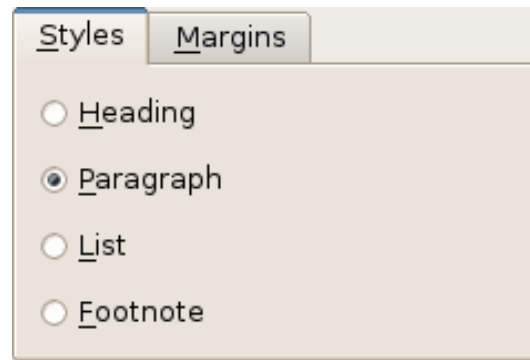 Styles Margins
Heading
Paragraph
List
Footnote